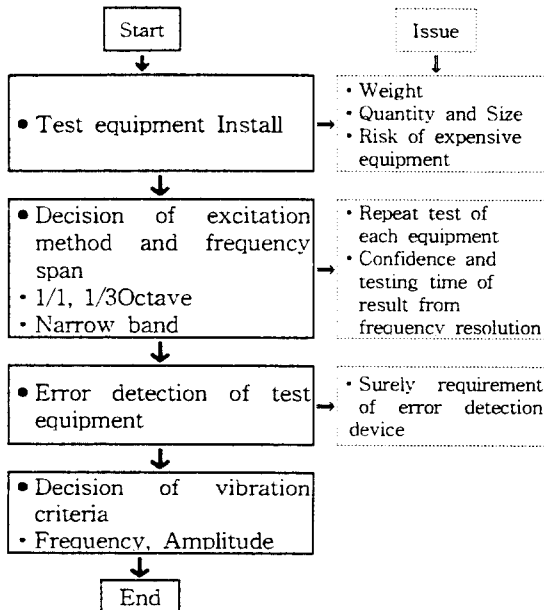 Start
Issue
● Test equipment Install
· Weight
· Quantity and Size
· Risk of expensive
equipment
● Decision of excitation
method and frequency
span
· 1/1, 1/3Octave
· Narrow band
· Repeat test of
each equipment
· Confidence and
testing time of
result from
frequency resolution
● Error detection of test
equipment
· Surely requirement
of error detection
device
● Decision of vibration
criteria
· Frequency, Amplitude
End